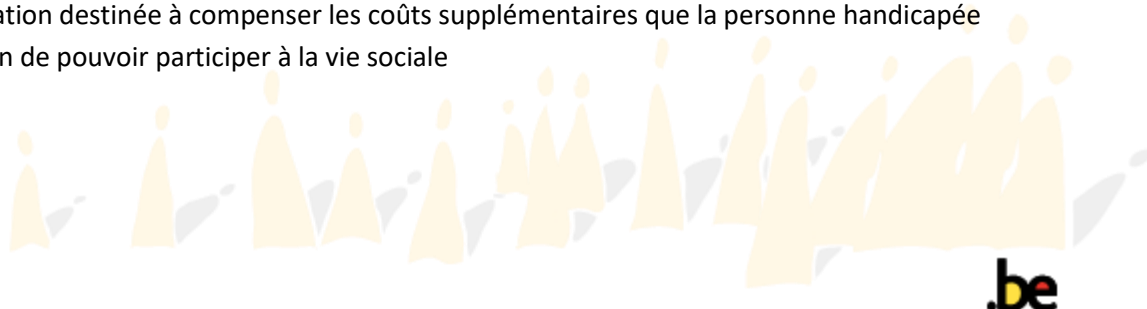 ation destinée à compenser les coûts supplémentaires que la personne handicapée
n de pouvoir participer à la vie sociale
.be